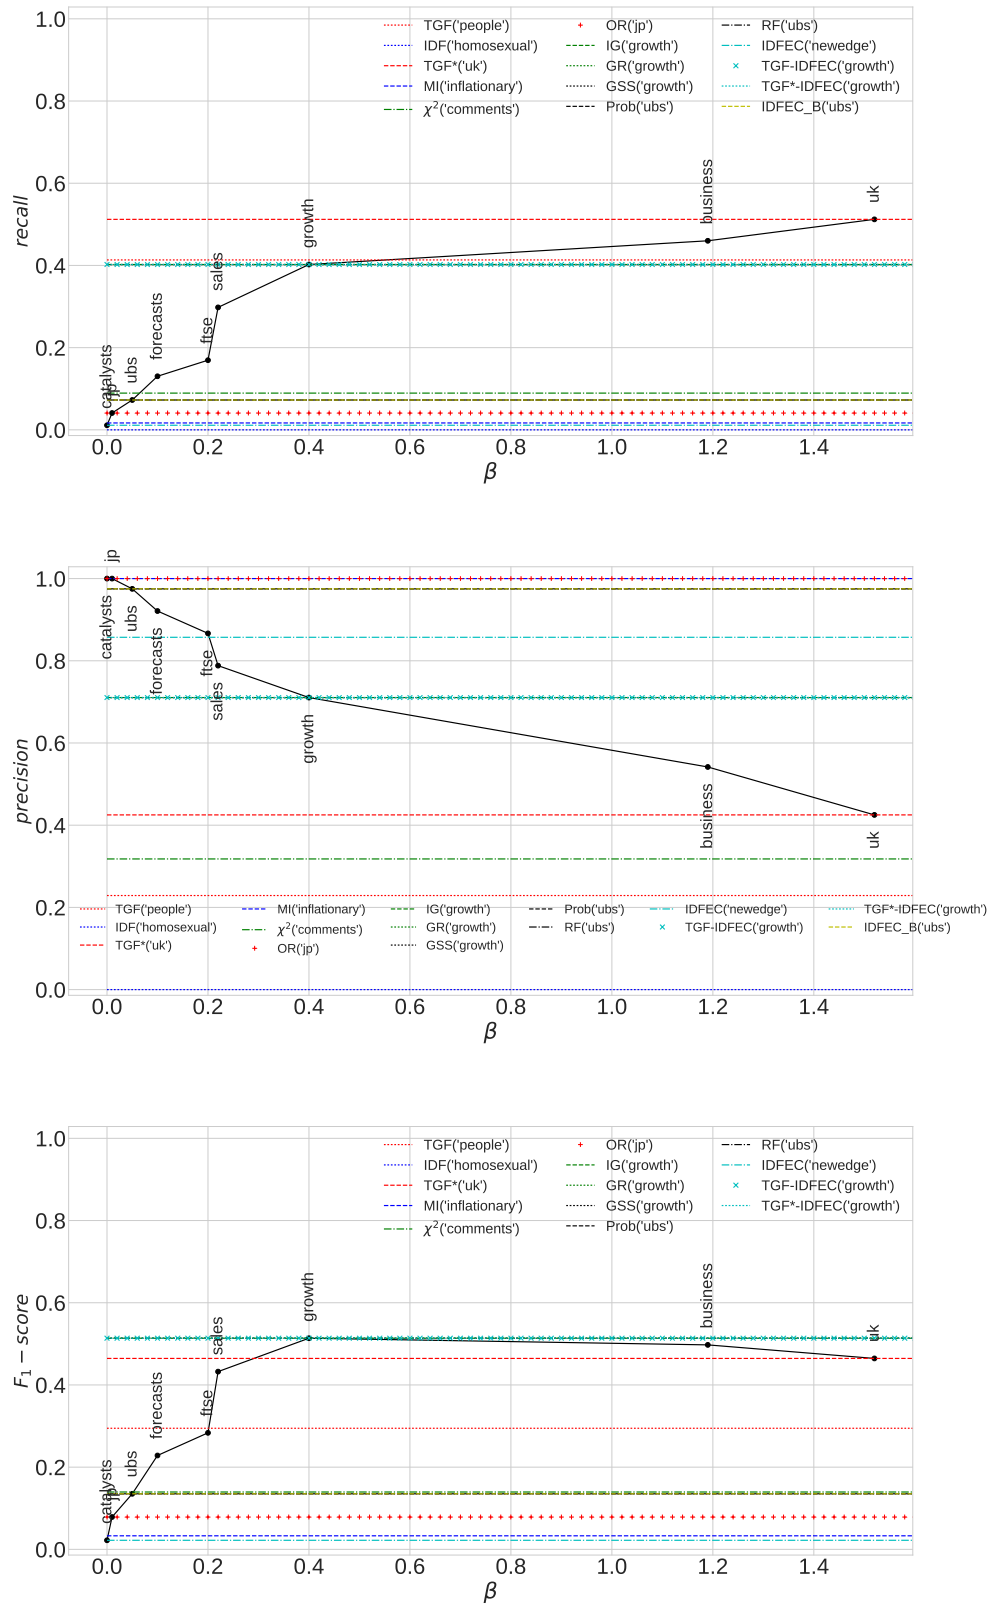 1.0
0.8
0.6
0.4
0.2
0.0
recall
TGF('people')
IDF('homosexual')
TGF*('uk')
MI('inflationary')
χ²('comments')
OR('jp')
IG('growth')
GR('growth')
GSS('growth')
Prob('ubs')
RF('ubs')
IDFEC('newedge')
TGF-IDFEC('growth')
TGF*-IDFEC('growth')
IDFEC_B('ubs')
catalysts
jp
ubs
forecasts
ftse
sales
growth
business
uk
0.0 0.2 0.4 0.6 0.8 1.0 1.2 1.4
β
1.0
0.8
0.6
0.4
0.2
0.0
precision
jp
catalysts
ubs
forecasts
ftse
sales
growth
business
uk
TGF('people')
IDF('homosexual')
TGF*('uk')
MI('inflationary')
χ²('comments')
OR('jp')
IG('growth')
GR('growth')
GSS('growth')
Prob('ubs')
RF('ubs')
IDFEC('newedge')
TGF-IDFEC('growth')
TGF*-IDFEC('growth')
IDFEC_B('ubs')
0.0 0.2 0.4 0.6 0.8 1.0 1.2 1.4
β
1.0
0.8
0.6
0.4
0.2
0.0
F₁ − score
TGF('people')
IDF('homosexual')
TGF*('uk')
MI('inflationary')
χ²('comments')
OR('jp')
IG('growth')
GR('growth')
GSS('growth')
Prob('ubs')
RF('ubs')
IDFEC('newedge')
TGF-IDFEC('growth')
TGF*-IDFEC('growth')
catalysts
jp
ubs
forecasts
ftse
sales
growth
business
uk
0.0 0.2 0.4 0.6 0.8 1.0 1.2 1.4
β